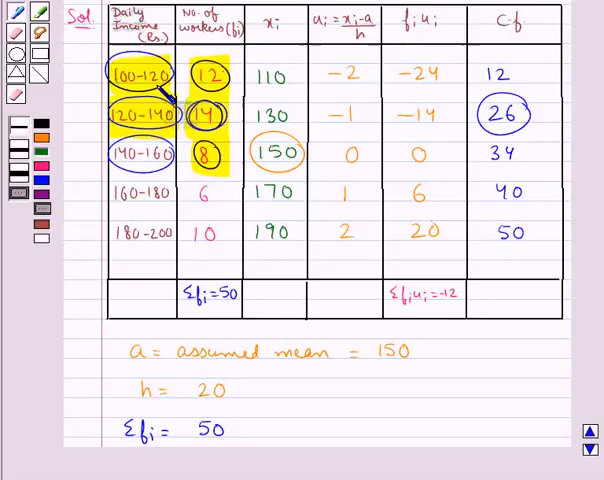 Sol.
Daily Income (Rs.) No. of workers (fi) xi ui = xi-a/h fi ui C.f
100-120 12 110 -2 -24 12
120-140 14 130 -1 -14 26
140-160 8 150 0 0 34
160-180 6 170 1 6 40
180-200 10 190 2 20 50
Σfi = 50 Σfiui = -12
a = assumed mean = 150
h = 20
Σfi = 50